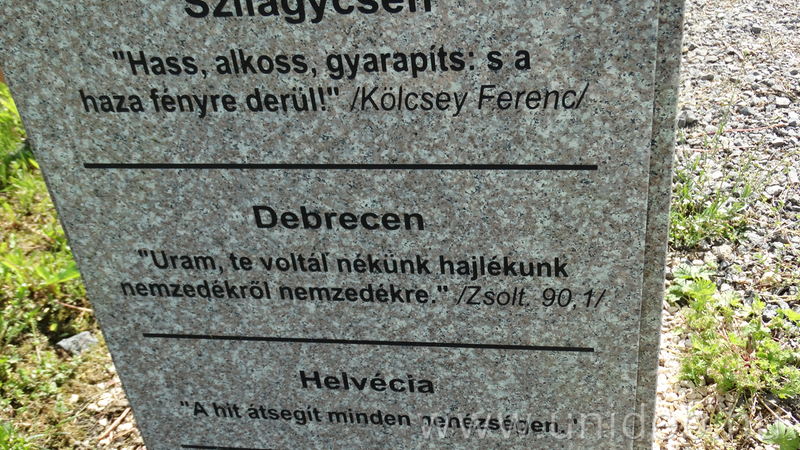 Szilágycseh
"Hass, alkoss, gyarapíts: s a
haza fényre derül!" /Kölcsey Ferenc/
Debrecen
"Uram, te voltál nékünk hajlékunk
nemzedékről nemzedékre." /Zsolt. 90,1/
Helvécia
"A hit átsegít minden nehézségen.